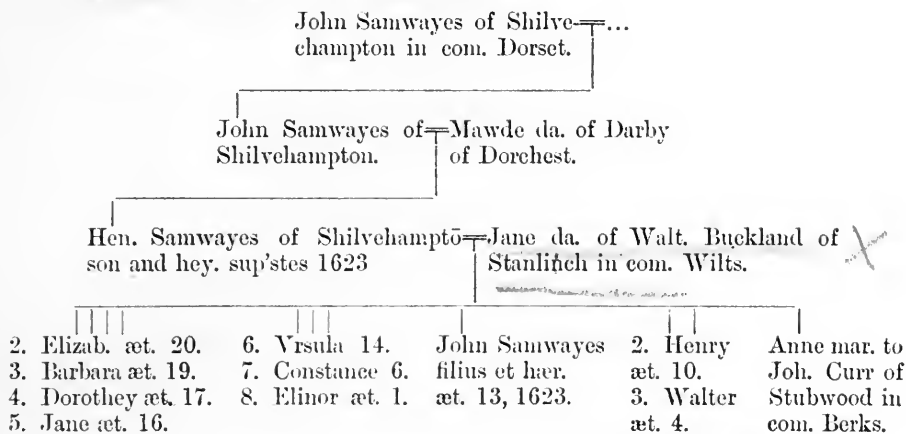 John Samwayes of Shilve-...
champton in com. Dorset.
John Samwayes of
Shilvehampton.
Mawde da. of Darby
of Dorchest.
Hen. Samwayes of Shilvehamptō
son and hey. sup'stes 1623
Jane da. of Walt. Buckland of
Stanlitch in com. Wilts.
2. Elizab. æt. 20.
3. Barbara æt. 19.
4. Dorothey æt. 17.
5. Jane æt. 16.
6. Vrsula 14.
7. Constance 6.
8. Elinor æt. 1.
John Samwayes
filius et hær.
æt. 13, 1623.
2. Henry
æt. 10.
3. Walter
æt. 4.
Anne mar. to
Joh. Curr of
Stubwood in
com. Berks.